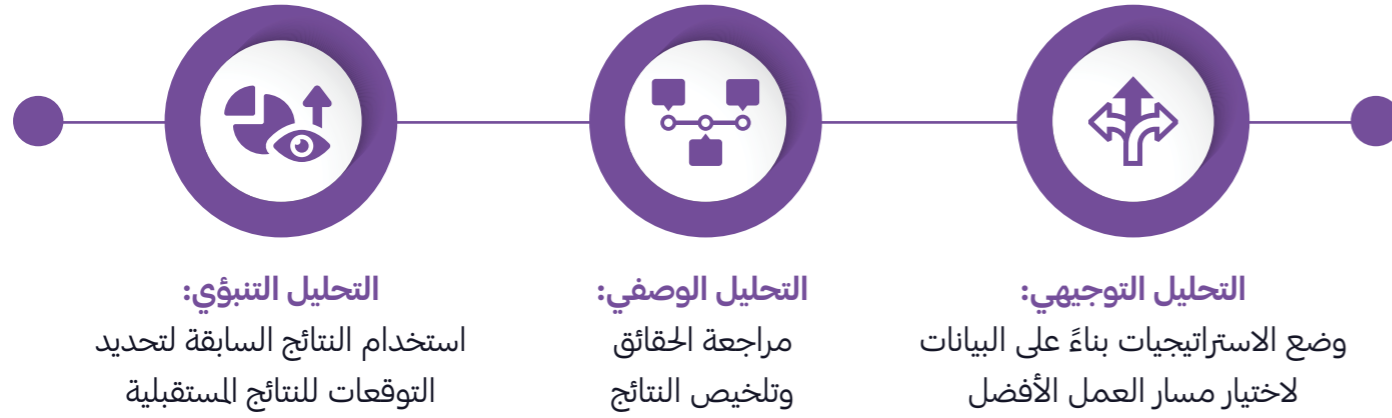 التحليل التوجيهي:
وضع الاستراتيجيات بناءً على البيانات
لاختيار مسار العمل الأفضل
التحليل الوصفي:
مراجعة الحقائق
وتلخيص النتائج
التحليل التنبؤي:
استخدام النتائج السابقة لتحديد
التوقعات للنتائج المستقبلية